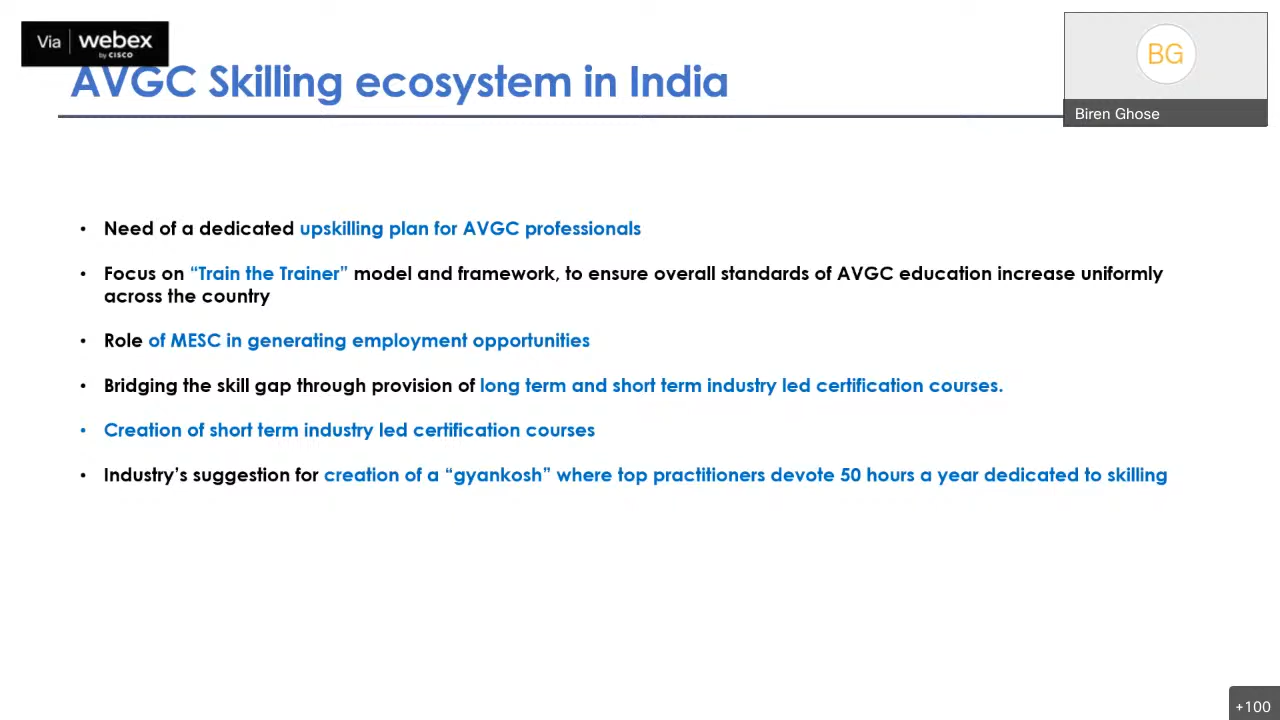 Via webex
by CISCO
AVGC Skilling ecosystem in India
BG
Biren Ghose
• Need of a dedicated upskilling plan for AVGC professionals
• Focus on “Train the Trainer” model and framework, to ensure overall standards of AVGC education increase uniformly
across the country
• Role of MESC in generating employment opportunities
• Bridging the skill gap through provision of long term and short term industry led certification courses.
• Creation of short term industry led certification courses
• Industry’s suggestion for creation of a “gyankosh” where top practitioners devote 50 hours a year dedicated to skilling
+100